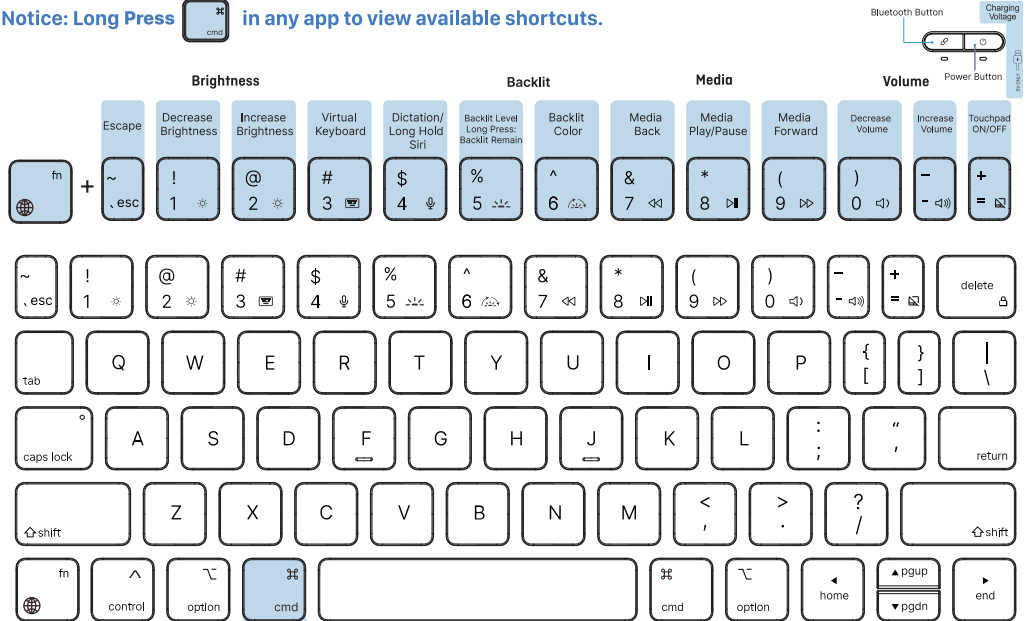 Notice: Long Press ⌘ cmd in any app to view available shortcuts.
Bluetooth Button
Charging
Voltage
5V ONLY
Power Button
Brightness Backlit Media Volume
Escape
Decrease
Brightness
Increase
Brightness
Virtual
Keyboard
Dictation/
Long Hold
Siri
Backlit Level
Long Press:
Backlit Remain
Backlit
Color
Media
Back
Media
Play/Pause
Media
Forward
Decrease
Volume
Increase
Volume
Touchpad
ON/OFF
fn + ~ ! @ # $ % ^ & * ( ) – +
` esc 1 2 3 4 5 6 7 8 9 0 - =
~ ! @ # $ % ^ & * ( ) – + delete
` esc 1 2 3 4 5 6 7 8 9 0 - =
tab Q W E R T Y U I O P { [ } ] | \
caps lock A S D F G H J K L : ; “ ' return
shift Z X C V B N M < , > . ? / shift
fn ^ control ⌥ option ⌘ cmd ⌘ cmd ⌥ option ◀ home ▲ pgup ▼ pgdn ▶ end